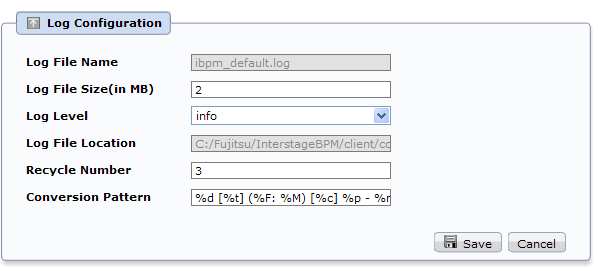 Log Configuration
Log File Name ibpm_default.log
Log File Size(in MB) 2
Log Level info
Log File Location C:/Fujitsu/InterstageBPM/client/co
Recycle Number 3
Conversion Pattern %d [%t] (%F: %M) [%c] %p - %
Save Cancel